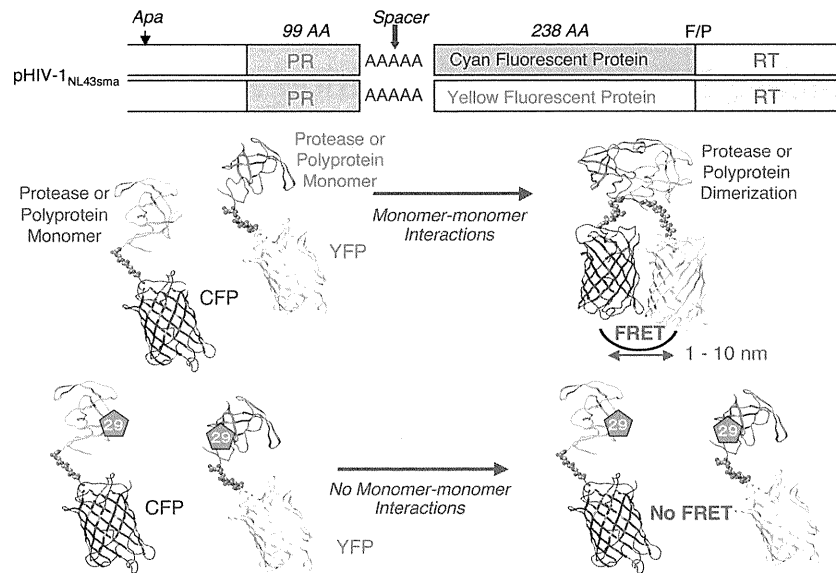 Apa
99 AA
Spacer
238 AA
F/P
pHIV-1NL43sma
PR
AAAAA
Cyan Fluorescent Protein
RT
PR
AAAAA
Yellow Fluorescent Protein
RT
Protease or
Polyprotein
Monomer
Protease or
Polyprotein
Monomer
CFP
YFP
Monomer-monomer
Interactions
Protease or
Polyprotein
Dimerization
FRET
1 - 10 nm
29
CFP
29
YFP
No Monomer-monomer
Interactions
29
29
No FRET